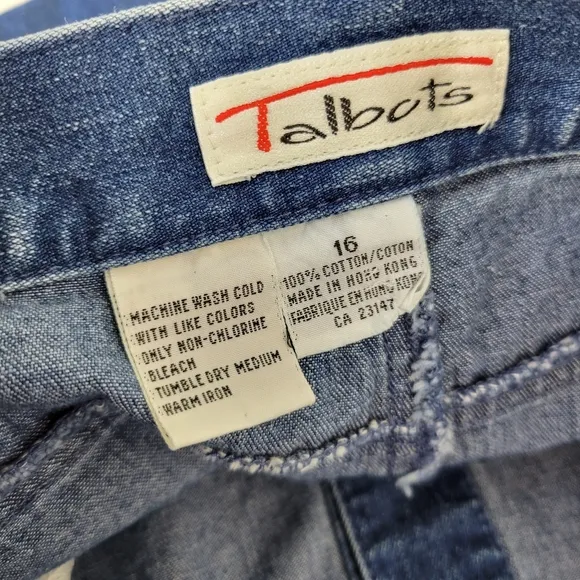 Talbots
MACHINE WASH COLD
WITH LIKE COLORS
ONLY NON-CHLORINE
BLEACH
TUMBLE DRY MEDIUM
WARM IRON
16
100% COTTON/COTON
MADE IN HONG KONG
FABRIQUE EN HUNG KONG
CA 23147